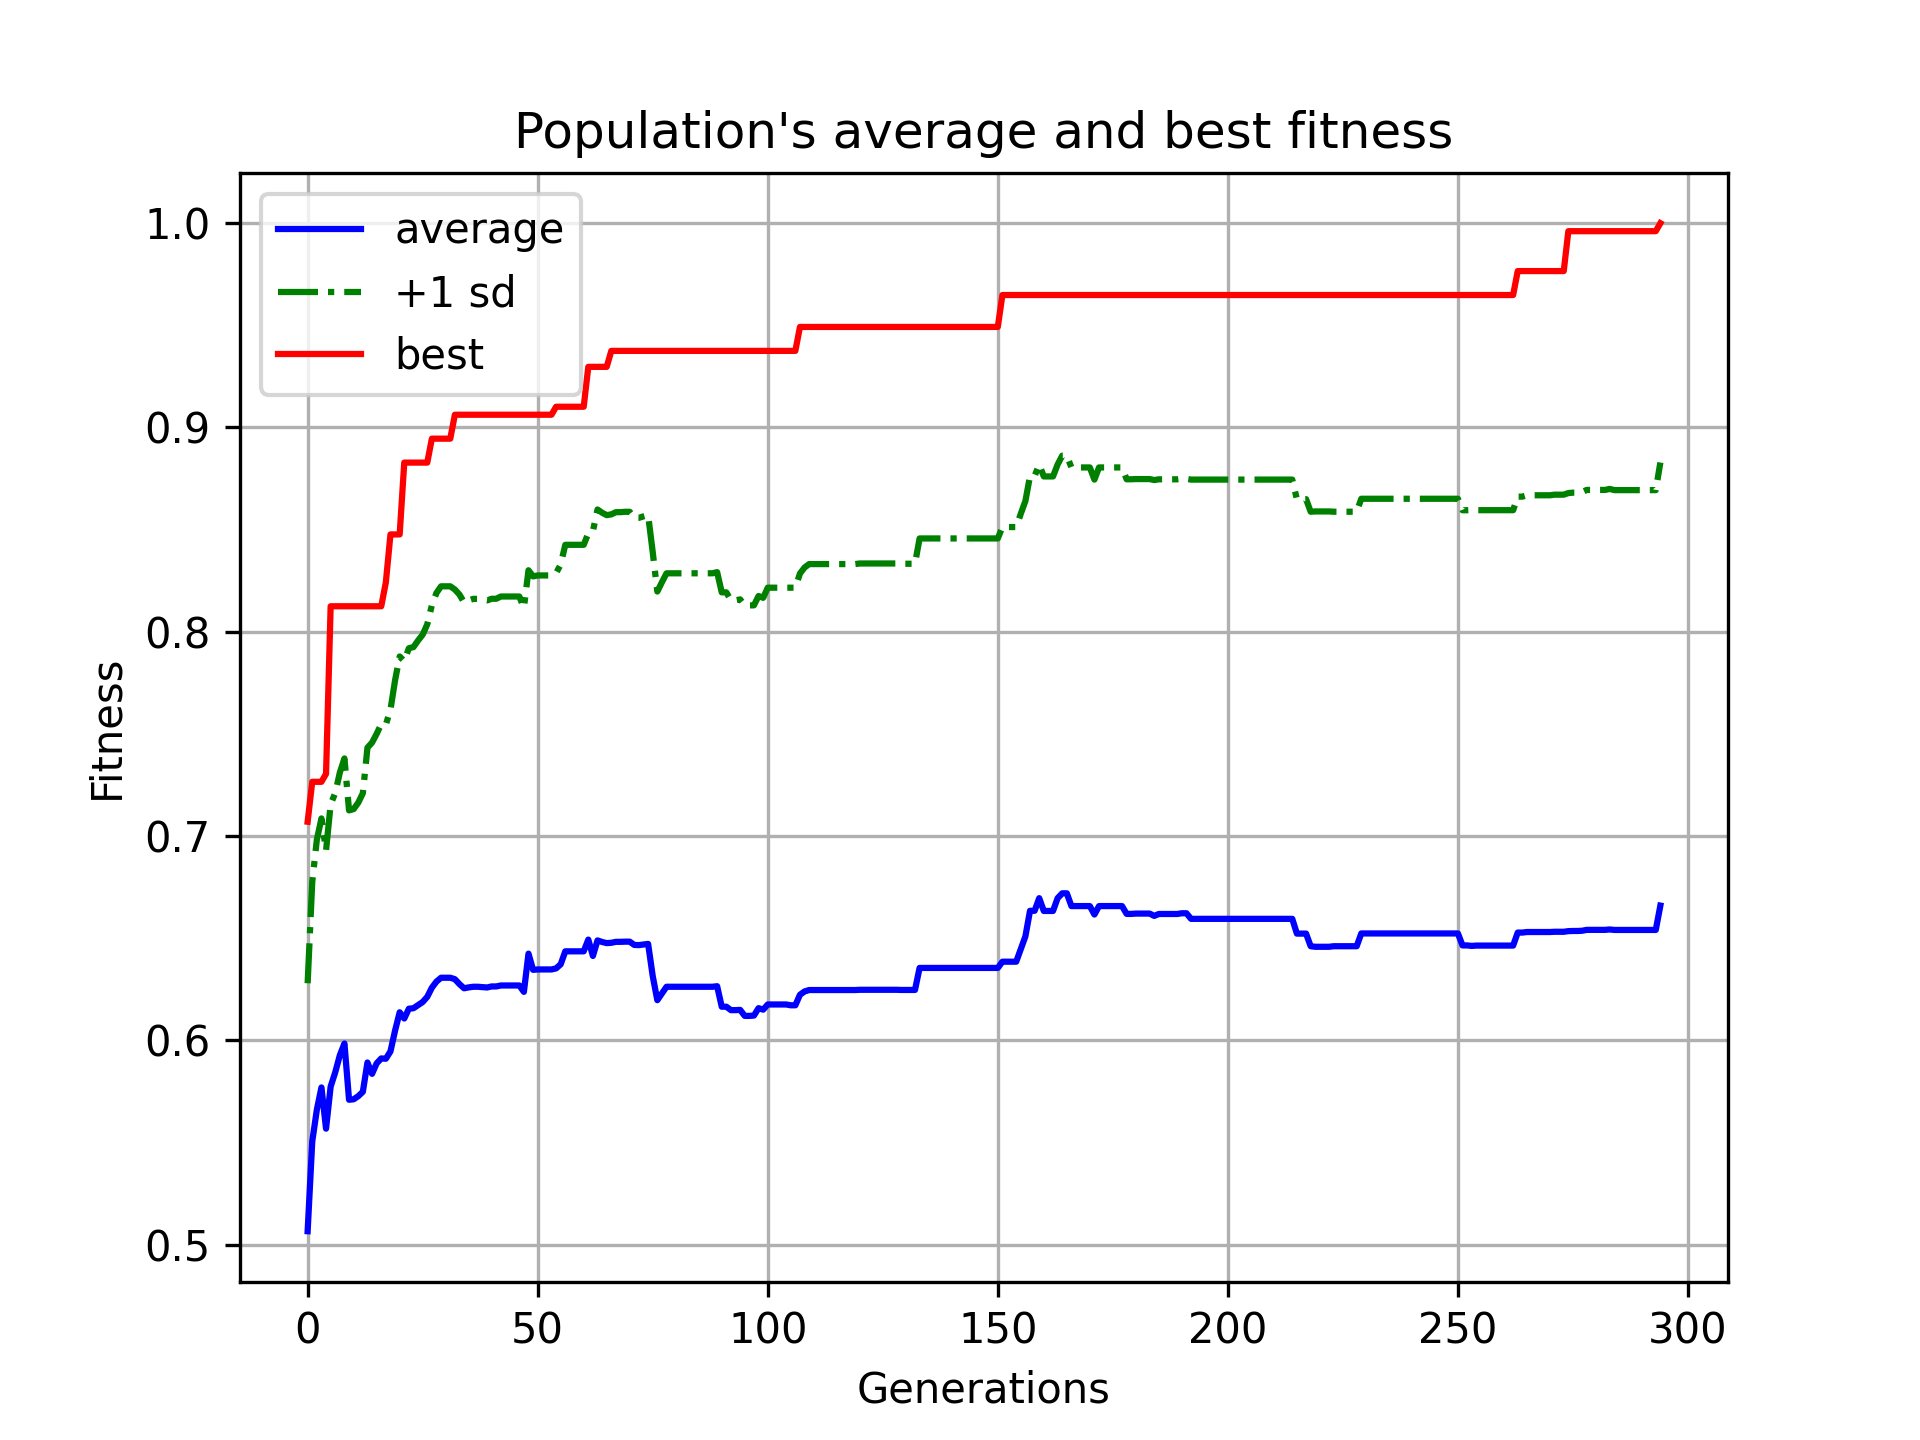 Population's average and best fitness
average
+1 sd
best
1.0
0.9
0.8
0.7
0.6
0.5
Fitness
0 50 100 150 200 250 300
Generations